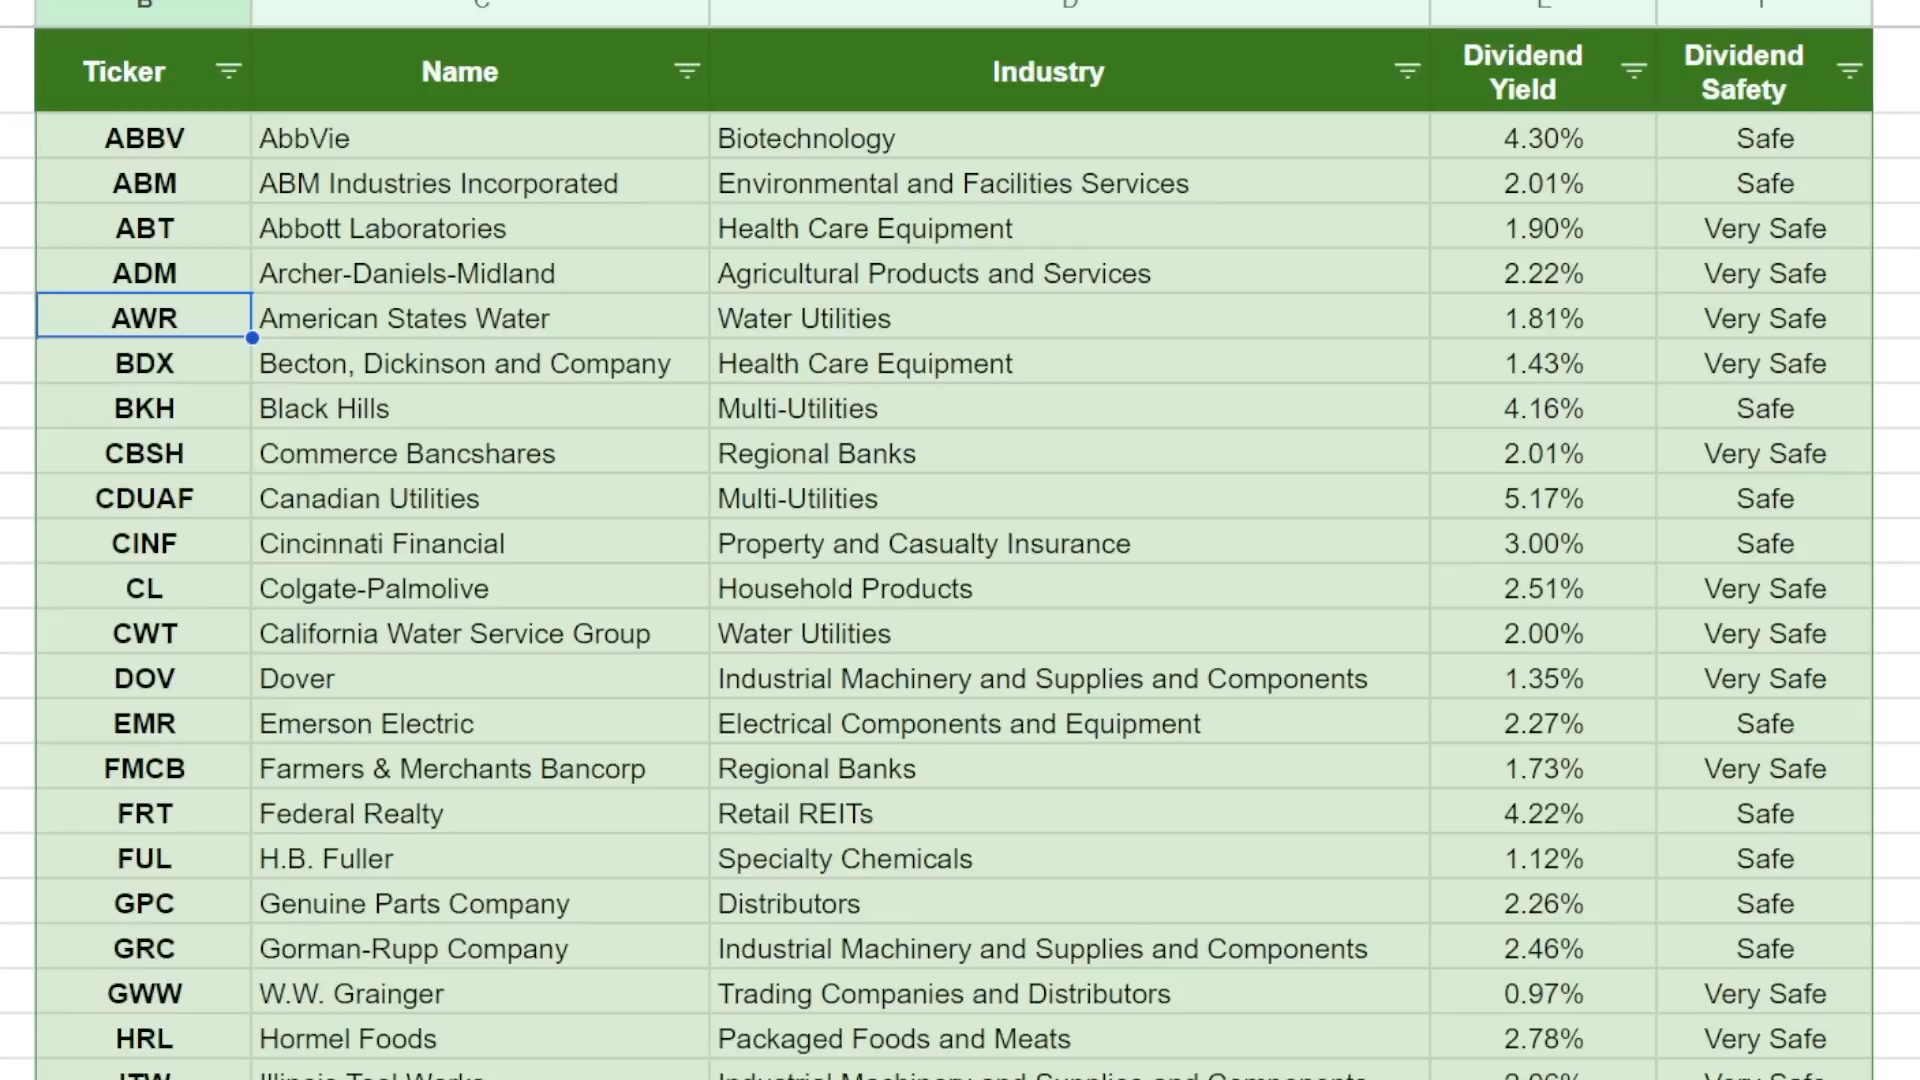 Ticker Name Industry Dividend Yield Dividend Safety
ABBV AbbVie Biotechnology 4.30% Safe
ABM ABM Industries Incorporated Environmental and Facilities Services 2.01% Safe
ABT Abbott Laboratories Health Care Equipment 1.90% Very Safe
ADM Archer-Daniels-Midland Agricultural Products and Services 2.22% Very Safe
AWR American States Water Water Utilities 1.81% Very Safe
BDX Becton, Dickinson and Company Health Care Equipment 1.43% Very Safe
BKH Black Hills Multi-Utilities 4.16% Safe
CBSH Commerce Bancshares Regional Banks 2.01% Very Safe
CDUAF Canadian Utilities Multi-Utilities 5.17% Safe
CINF Cincinnati Financial Property and Casualty Insurance 3.00% Safe
CL Colgate-Palmolive Household Products 2.51% Very Safe
CWT California Water Service Group Water Utilities 2.00% Very Safe
DOV Dover Industrial Machinery and Supplies and Components 1.35% Very Safe
EMR Emerson Electric Electrical Components and Equipment 2.27% Safe
FMCB Farmers & Merchants Bancorp Regional Banks 1.73% Very Safe
FRT Federal Realty Retail REITs 4.22% Safe
FUL H.B. Fuller Specialty Chemicals 1.12% Safe
GPC Genuine Parts Company Distributors 2.26% Safe
GRC Gorman-Rupp Company Industrial Machinery and Supplies and Components 2.46% Safe
GWW W.W. Grainger Trading Companies and Distributors 0.97% Very Safe
HRL Hormel Foods Packaged Foods and Meats 2.78% Very Safe